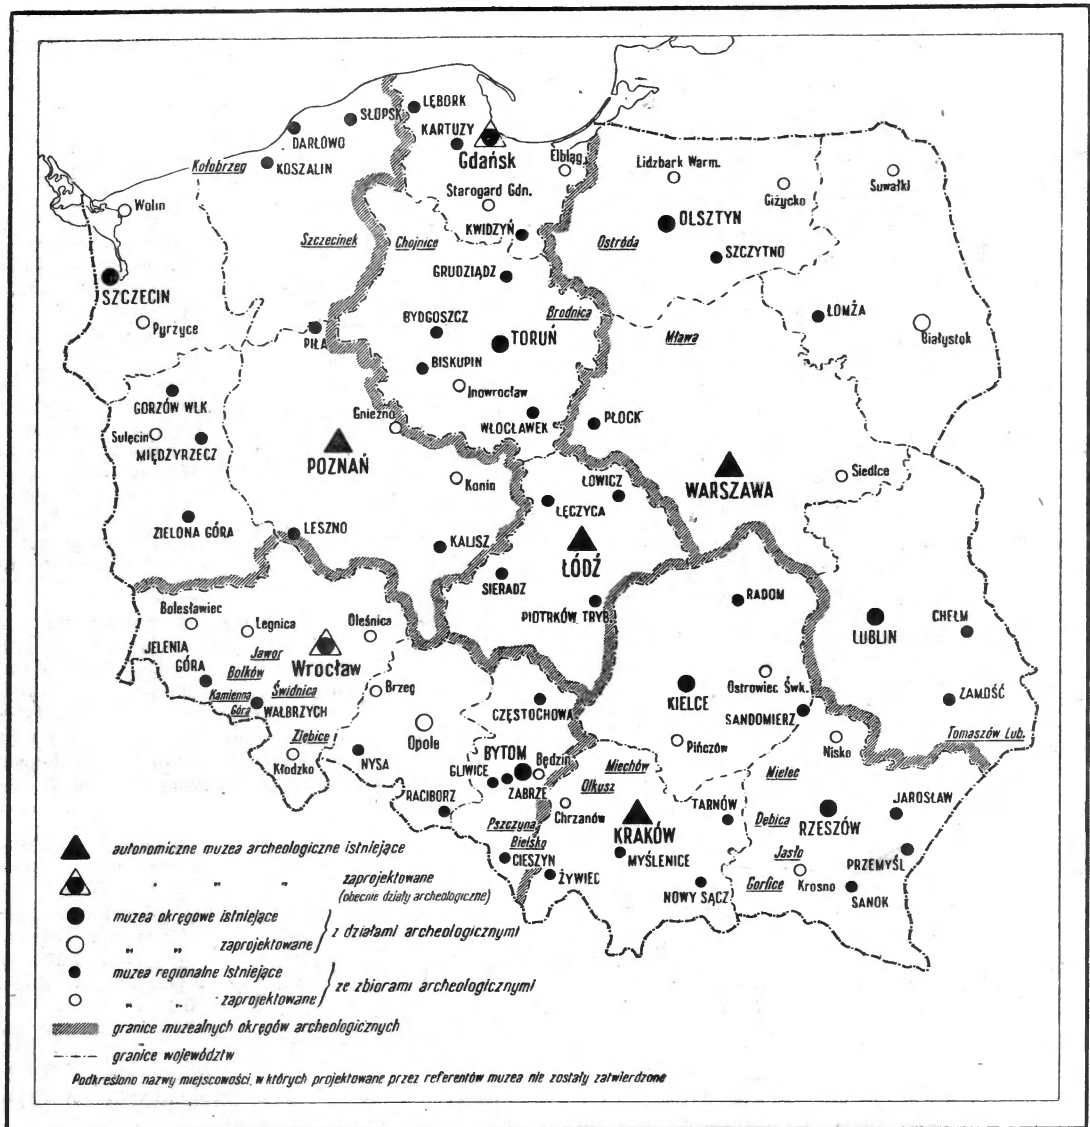 LĘBORK
SŁUPSK
KARTUZY
DARŁOWO
Gdańsk
Elbląg
Lidzbark Warm.
Kołobrzeg
KOSZALIN
Suwałki
Giżycko
Starogard Gdn.
Wolin
OLSZTYN
KWIDZYŃ
Szczecinek
Chojnice
Ostróda
SZCZYTNO
GRUDZIĄDZ
SZCZECIN
Brodnica
ŁOMŻA
Pyrzyce
BYDGOSZCZ
TORUŃ
PIŁA
Mława
Białystok
BISKUPIN
Inowrocław
GORZÓW WLK.
Gniezno
WŁOCŁAWEK
PŁOCK
Sulęcin
MIĘDZYRZECZ
POZNAŃ
Siedlce
Konin
ŁOWICZ
WARSZAWA
ŁĘCZYCA
ZIELONA GÓRA
LESZNO
KALISZ
ŁÓDŹ
SIERADZ
RADOM
PIOTRKÓW TRYB.
Bolesławiec
Legnica
Oleśnica
LUBLIN
CHEŁM
JELENIA
GÓRA
Jawor
Wrocław
Bolków
Kamienna
Góra
Świdnica
WAŁBRZYCH
Brzeg
Ostrowiec Świk.
KIELCE
ZAMOŚĆ
CZĘSTOCHOWA
SANDOMIERZ
Ziębice
Opole
Pińczów
Nisko
Tomaszów Lub.
Kłodzko
NYSA
BYTOM
Będzin
GLIWICE
ZABRZE
Miechów
Olkusz
Mielec
RACIBORZ
Chrzanów
TARNÓW
JAROSŁAW
Pszczyna
KRAKÓW
Dębica
RZESZÓW
Bielsko
CIESZYN
MYŚLENICE
Jasło
PRZEMYŚL
ŻYWIEC
NOWY SĄCZ
Gorlice
Krosno
SANOK
autonomiczne muzea archeologiczne istniejące
" " " zaprojektowane
(obecnie działy archeologiczne)
muzea okręgowe istniejące
z działami archeologicznymi
" " zaprojektowane
muzea regionalne istniejące
ze zbiorami archeologicznymi
" " zaprojektowane
granice muzealnych okręgów archeologicznych
granice województw
Podkreślono nazwy miejscowości, w których projektowane przez referentów muzea nie zostały zatwierdzone